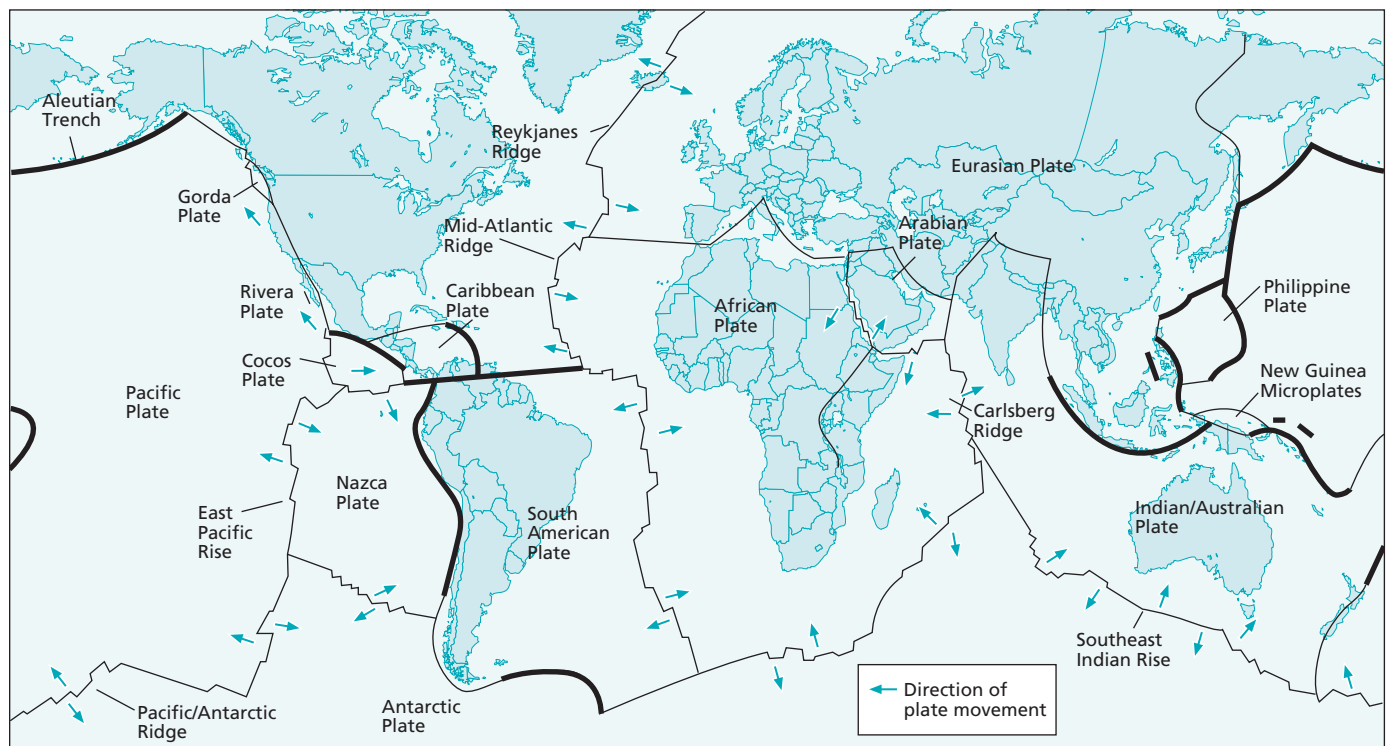 Aleutian
Trench
Reykjanes
Ridge
Eurasian Plate
Gorda
Plate
Mid-Atlantic
Ridge
Arabian
Plate
Rivera
Plate
Caribbean
Plate
African
Plate
Philippine
Plate
Cocos
Plate
Pacific
Plate
New Guinea
Microplates
Carlsberg
Ridge
Nazca
Plate
East
Pacific
Rise
South
American
Plate
Indian/Australian
Plate
Southeast
Indian Rise
Pacific/Antarctic
Ridge
Antarctic
Plate
Direction of
plate movement